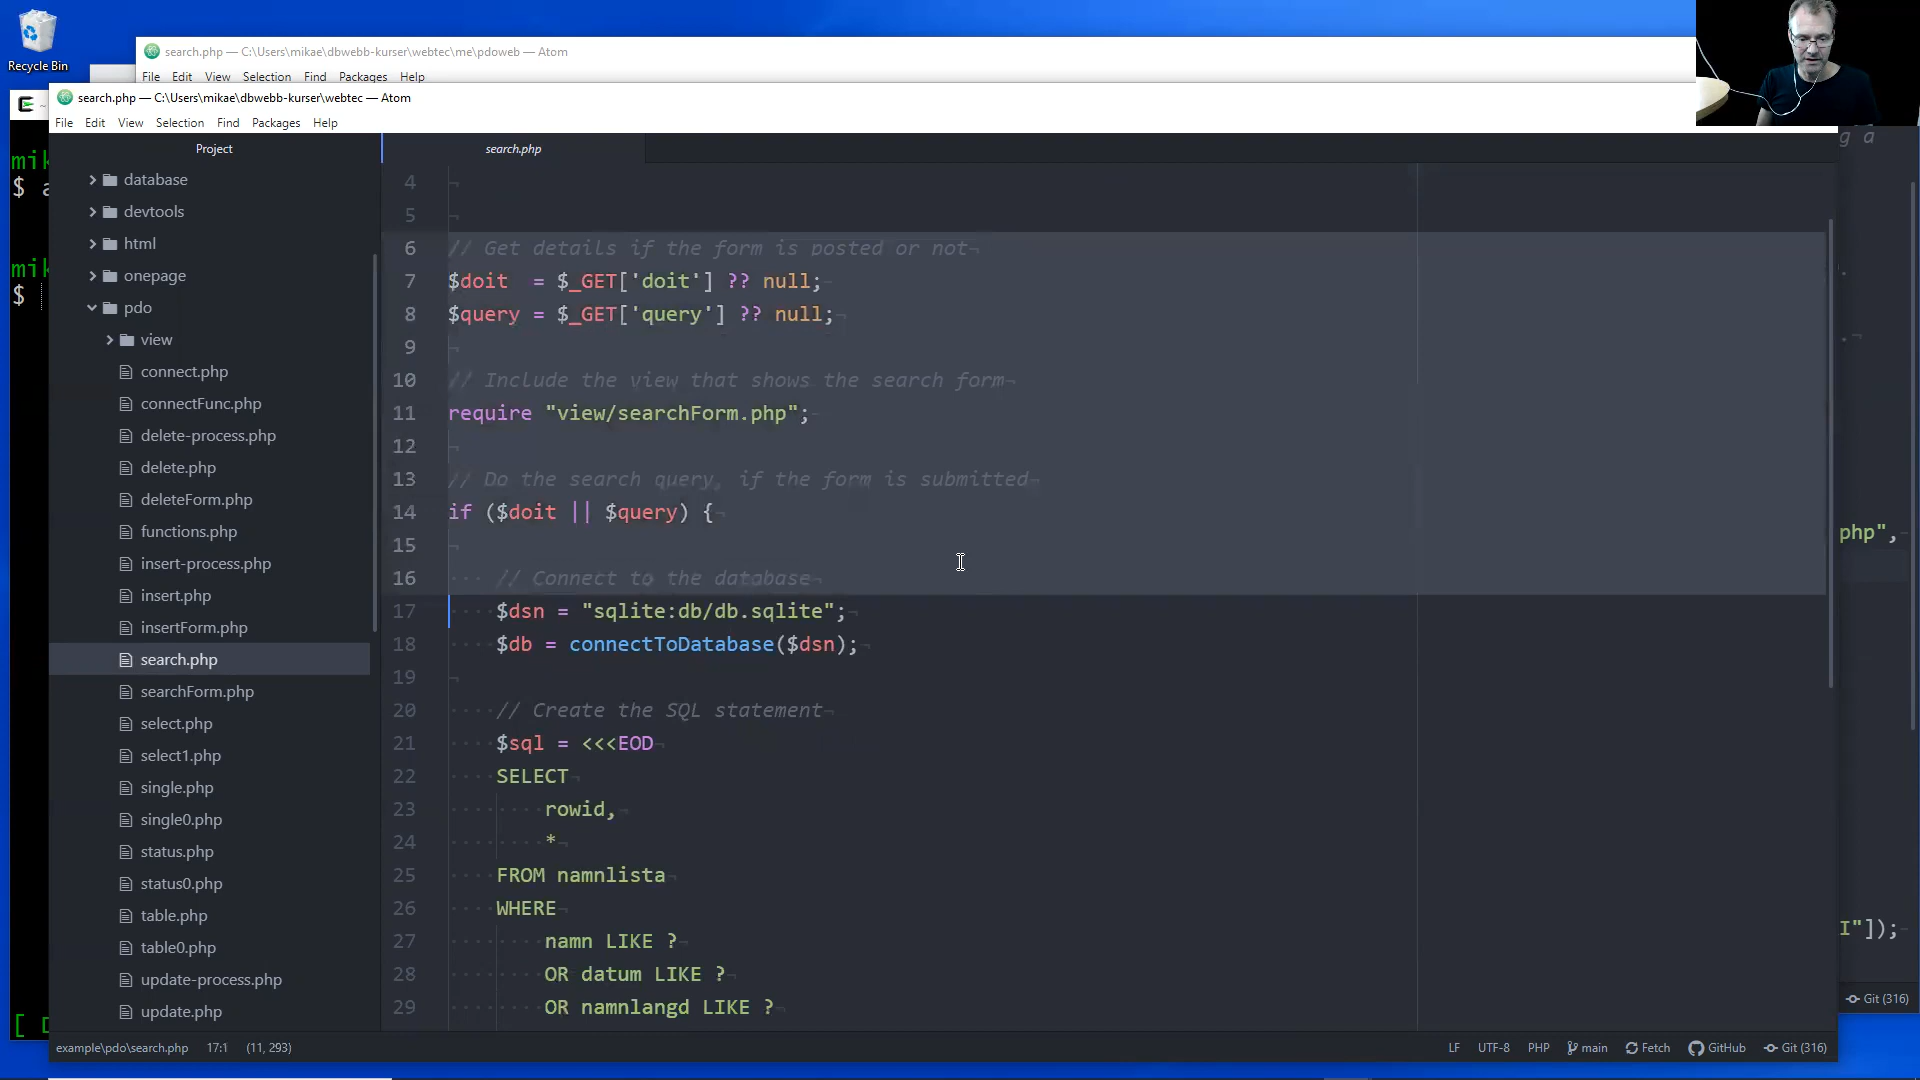 Recycle Bin
search.php — C:\Users\mikae\dbwebb-kurser\webtec\me\pdoweb — Atom
File Edit View Selection Find Packages Help
search.php — C:\Users\mikae\dbwebb-kurser\webtec — Atom
File Edit View Selection Find Packages Help
mik
$ a
mik
$
Project
database
devtools
html
onepage
pdo
view
connect.php
connectFunc.php
delete-process.php
delete.php
deleteForm.php
functions.php
insert-process.php
insert.php
insertForm.php
search.php
searchForm.php
select.php
select1.php
single.php
single0.php
status.php
status0.php
table.php
table0.php
update-process.php
update.php
search.php
4
5
6 // Get details if the form is posted or not
7 $doit  = $_GET['doit'] ?? null;
8 $query = $_GET['query'] ?? null;
9
10 // Include the view that shows the search form
11 require "view/searchForm.php";
12
13 // Do the search query, if the form is submitted
14 if ($doit || $query) {
15
16     // Connect to the database
17     $dsn = "sqlite:db/db.sqlite";
18     $db = connectToDatabase($dsn);
19
20     // Create the SQL statement
21     $sql = <<<EOD
22     SELECT
23         rowid,
24         *
25     FROM namnlista
26     WHERE
27         namn LIKE ?
28         OR datum LIKE ?
29         OR namnlangd LIKE ?
g a
php",
I"]);
Git (316)
example\pdo\search.php 17:1 (11, 293) LF UTF-8 PHP main Fetch GitHub Git (316)